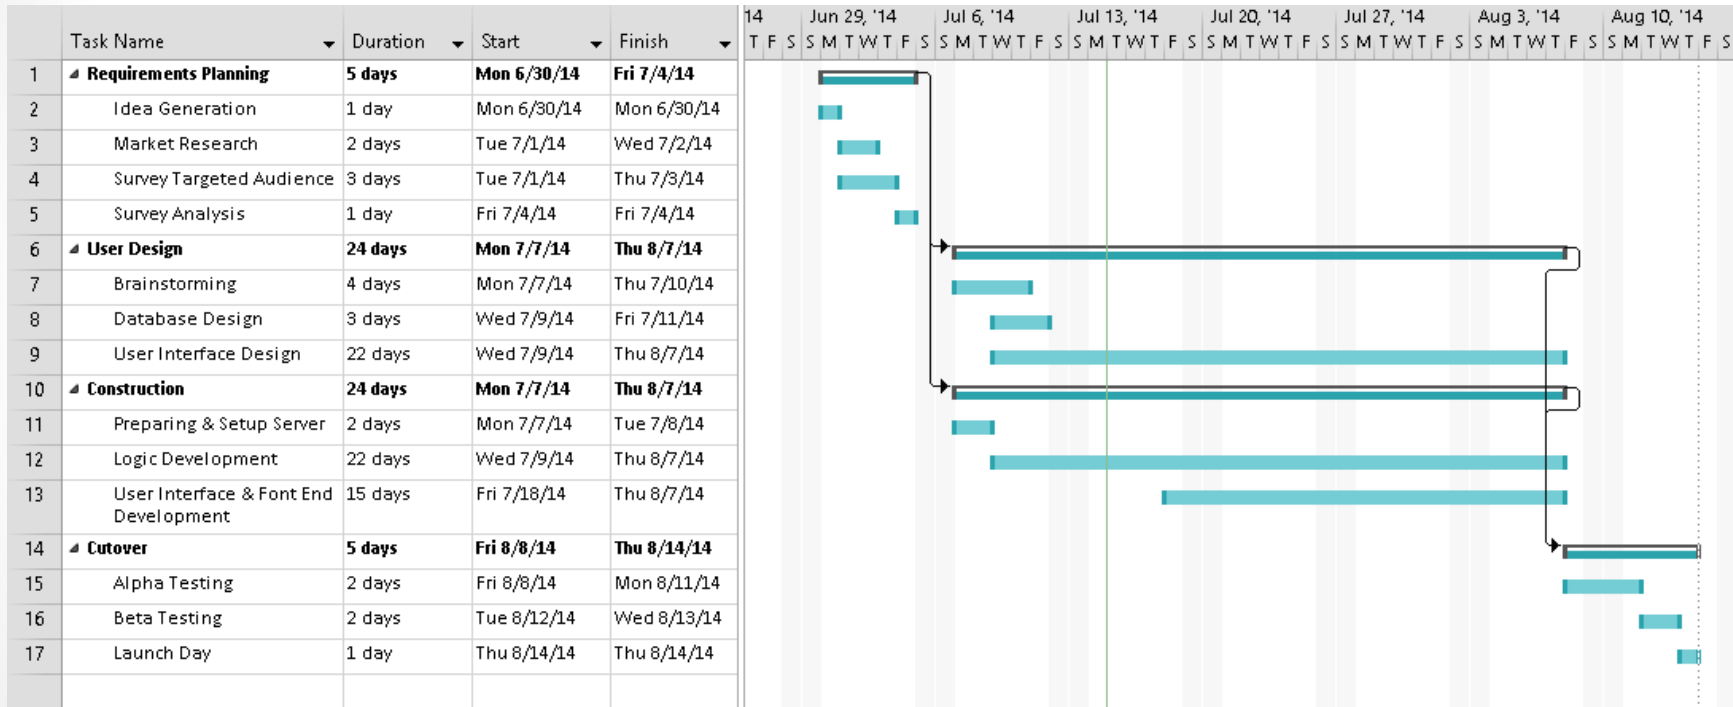 14 Jun 29, '14 Jul 6, '14 Jul 13, '14 Jul 20, '14 Jul 27, '14 Aug 3, '14 Aug 10, '14
Task Name Duration Start Finish T F S S M T W T F S S M T W T F S S M T W T F S S M T W T F S S M T W T F S S M T W T F S S M T W T F S
1 Requirements Planning 5 days Mon 6/30/14 Fri 7/4/14
2 Idea Generation 1 day Mon 6/30/14 Mon 6/30/14
3 Market Research 2 days Tue 7/1/14 Wed 7/2/14
4 Survey Targeted Audience 3 days Tue 7/1/14 Thu 7/3/14
5 Survey Analysis 1 day Fri 7/4/14 Fri 7/4/14
6 User Design 24 days Mon 7/7/14 Thu 8/7/14
7 Brainstorming 4 days Mon 7/7/14 Thu 7/10/14
8 Database Design 3 days Wed 7/9/14 Fri 7/11/14
9 User Interface Design 22 days Wed 7/9/14 Thu 8/7/14
10 Construction 24 days Mon 7/7/14 Thu 8/7/14
11 Preparing & Setup Server 2 days Mon 7/7/14 Tue 7/8/14
12 Logic Development 22 days Wed 7/9/14 Thu 8/7/14
13 User Interface & Font End 15 days Fri 7/18/14 Thu 8/7/14
Development
14 Cutover 5 days Fri 8/8/14 Thu 8/14/14
15 Alpha Testing 2 days Fri 8/8/14 Mon 8/11/14
16 Beta Testing 2 days Tue 8/12/14 Wed 8/13/14
17 Launch Day 1 day Thu 8/14/14 Thu 8/14/14